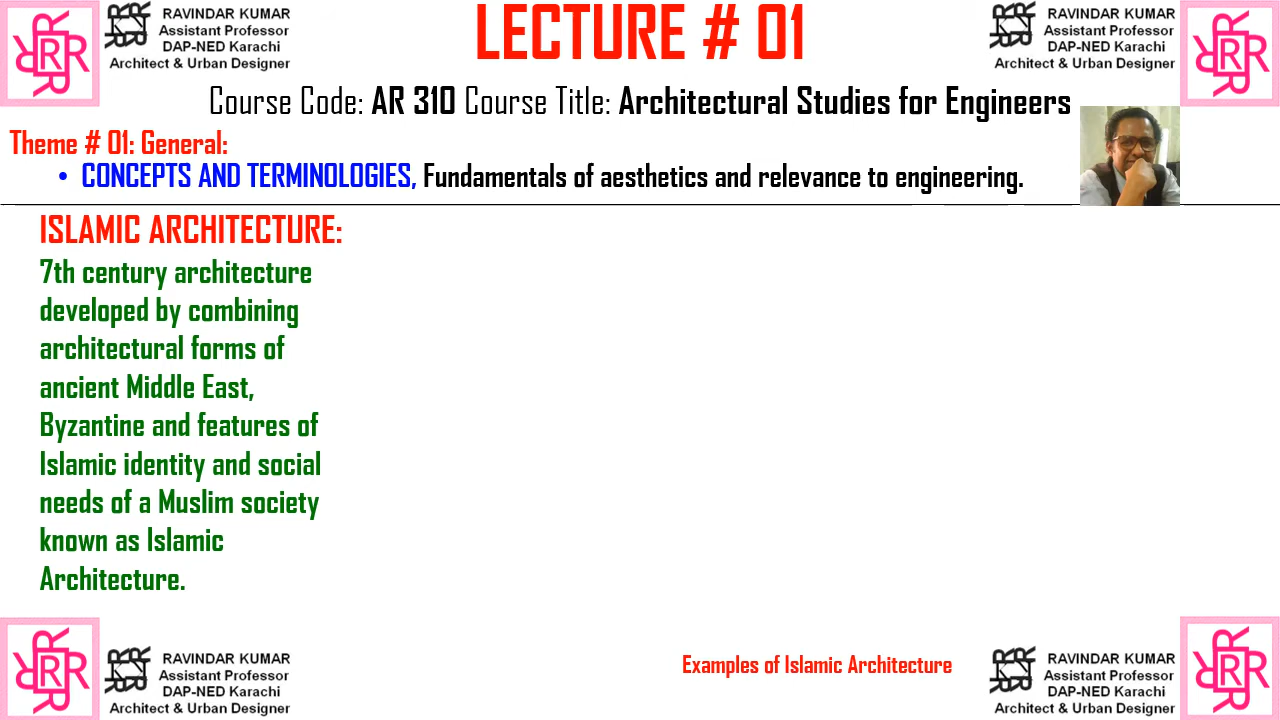 RAVINDAR KUMAR
Assistant Professor
DAP-NED Karachi
Architect & Urban Designer
LECTURE # 01
RAVINDAR KUMAR
Assistant Professor
DAP-NED Karachi
Architect & Urban Designer
Course Code: AR 310 Course Title: Architectural Studies for Engineers
Theme # 01: General:
• CONCEPTS AND TERMINOLOGIES, Fundamentals of aesthetics and relevance to engineering.
ISLAMIC ARCHITECTURE:
7th century architecture
developed by combining
architectural forms of
ancient Middle East,
Byzantine and features of
Islamic identity and social
needs of a Muslim society
known as Islamic
Architecture.
RAVINDAR KUMAR
Assistant Professor
DAP-NED Karachi
Architect & Urban Designer
Examples of Islamic Architecture
RAVINDAR KUMAR
Assistant Professor
DAP-NED Karachi
Architect & Urban Designer